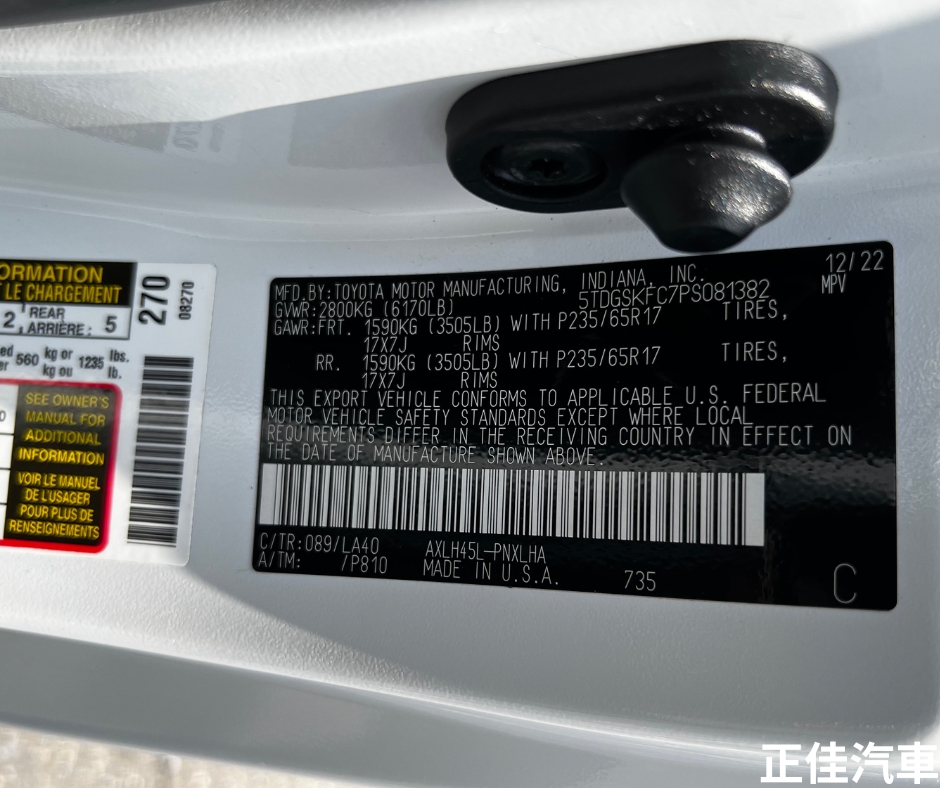 ORMATION
T LE CHARGEMENT
2
REAR
ARRIÈRE:
5
270
08270
560
kg or
kg ou
1235
lbs.
lb.
SEE OWNER'S
MANUAL FOR
ADDITIONAL
INFORMATION
VOIR LE MANUEL
DE L'USAGER
POUR PLUS DE
RENSEIGNEMENTS
MFD.BY:TOYOTA MOTOR MANUFACTURING, INDIANA, INC. 12/22
GVWR:2800KG (6170LB) 5TDGSKFC7PS081382 MPV
GAWR:FRT. 1590KG (3505LB) WITH P235/65R17 TIRES,
17X7J RIMS
RR. 1590KG (3505LB) WITH P235/65R17 TIRES,
17X7J RIMS
THIS EXPORT VEHICLE CONFORMS TO APPLICABLE U.S. FEDERAL
MOTOR VEHICLE SAFETY STANDARDS EXCEPT WHERE LOCAL
REQUIREMENTS DIFFER IN THE RECEIVING COUNTRY IN EFFECT ON
THE DATE OF MANUFACTURE SHOWN ABOVE.
C/TR:089/LA40 AXLH45L-PNXLHA
A/TM: /P810 MADE IN U.S.A. 735 C
正佳汽車